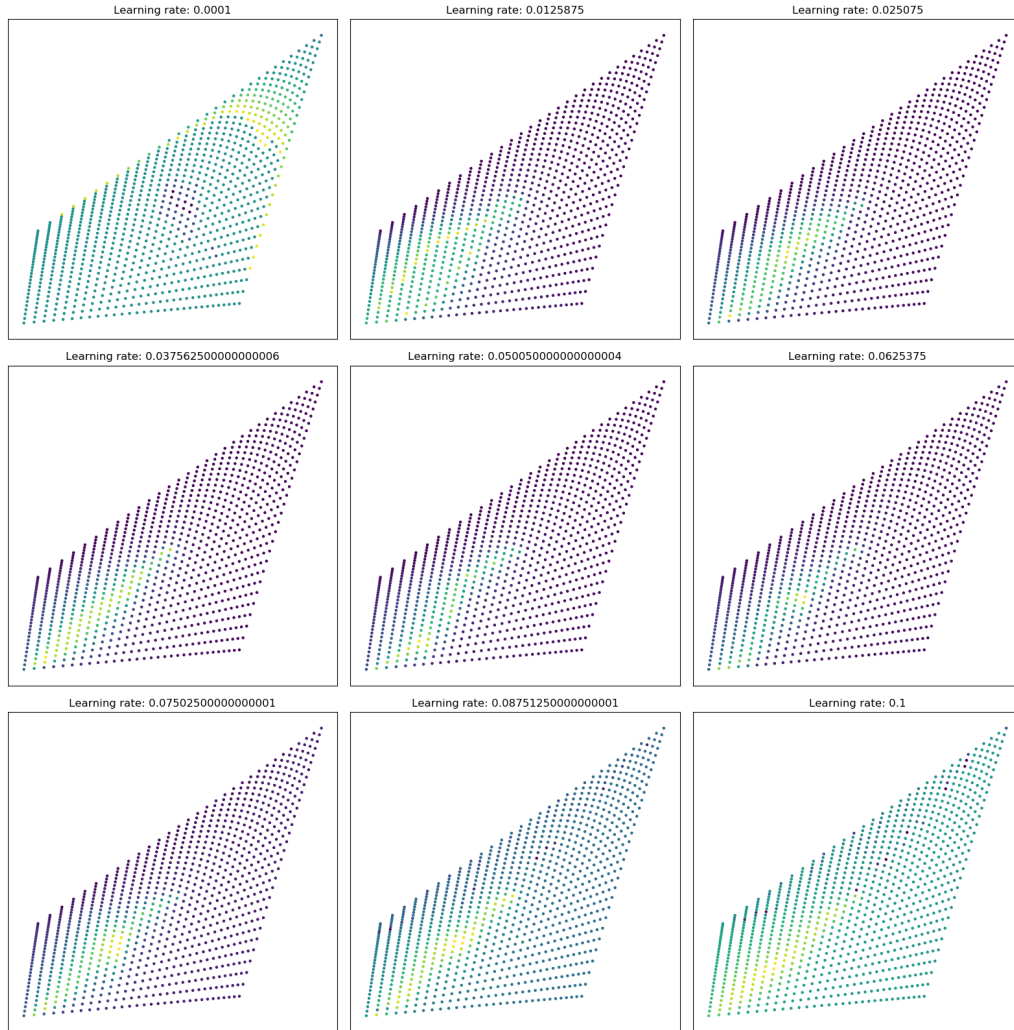 Learning rate: 0.0001
Learning rate: 0.0125875
Learning rate: 0.025075
Learning rate: 0.037562500000000006
Learning rate: 0.050050000000000004
Learning rate: 0.0625375
Learning rate: 0.07502500000000001
Learning rate: 0.08751250000000001
Learning rate: 0.1